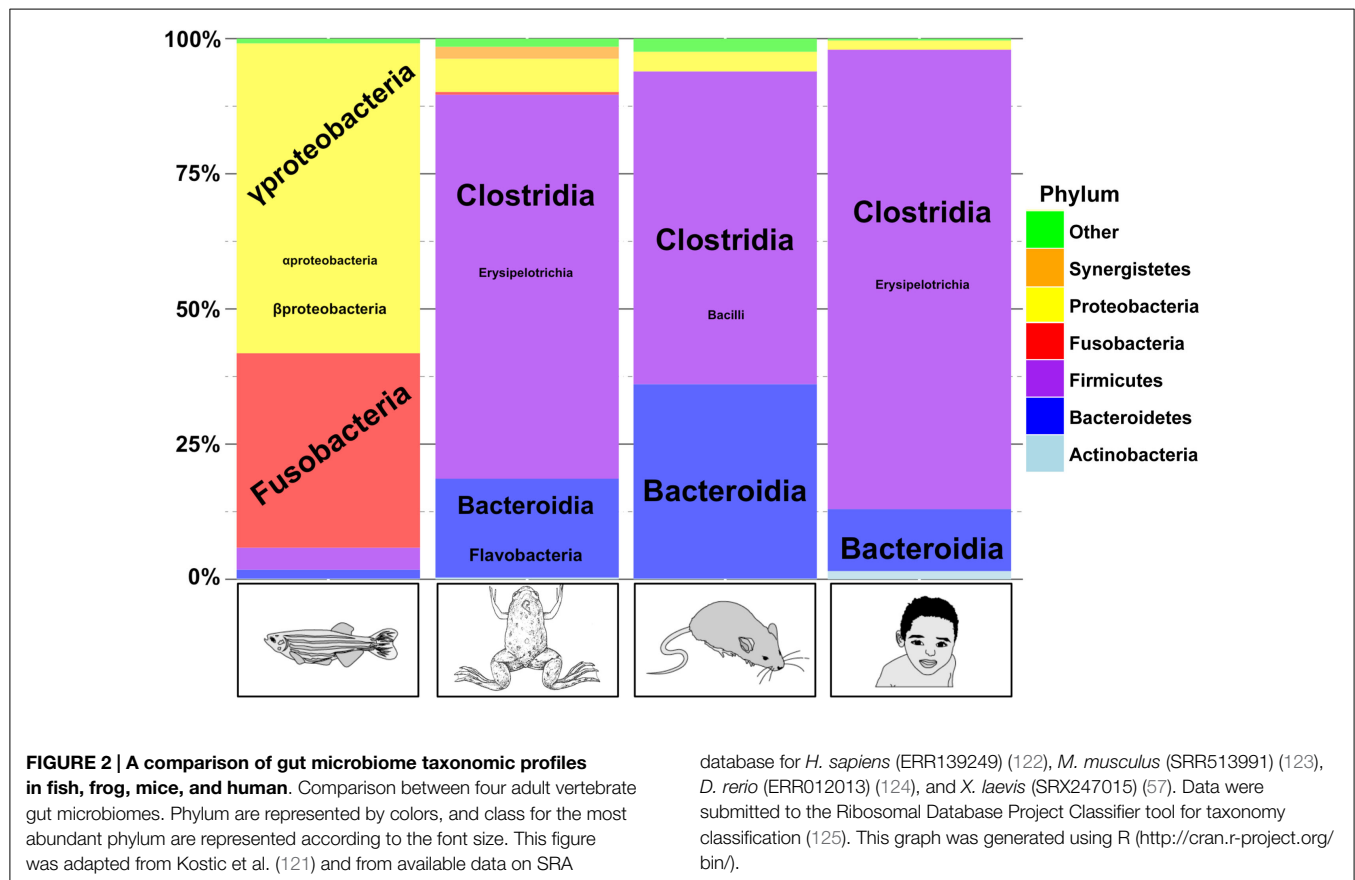 100%
75%
50%
25%
0%
γproteobacteria
αproteobacteria
βproteobacteria
Fusobacteria
Clostridia
Erysipelotrichia
Bacteroidia
Flavobacteria
Clostridia
Bacilli
Bacteroidia
Clostridia
Erysipelotrichia
Bacteroidia
Phylum
Other
Synergistetes
Proteobacteria
Fusobacteria
Firmicutes
Bacteroidetes
Actinobacteria
FIGURE 2 | A comparison of gut microbiome taxonomic profiles
in fish, frog, mice, and human. Comparison between four adult vertebrate
gut microbiomes. Phylum are represented by colors, and class for the most
abundant phylum are represented according to the font size. This figure
was adapted from Kostic et al. (121) and from available data on SRA
database for H. sapiens (ERR139249) (122), M. musculus (SRR513991) (123),
D. rerio (ERR012013) (124), and X. laevis (SRX247015) (57). Data were
submitted to the Ribosomal Database Project Classifier tool for taxonomy
classification (125). This graph was generated using R (http://cran.r-project.org/
bin/).